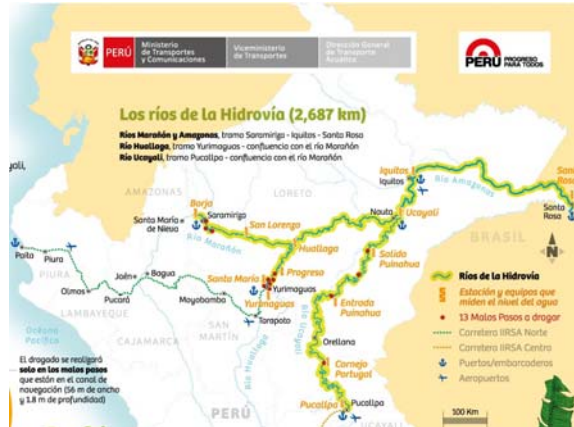 PERÚ
Ministerio
de Transportes
y Comunicaciones
Viceministerio
de Transportes
Dirección General
de Transporte
Acuático
PERÚ PROGRESO
PARA TODOS
Los ríos de la Hidrovía (2,687 km)
Ríos Marañón y Amazonas, tramo Saramiriga - Iquitos - Santa Rosa
Río Huallaga, tramo Yurimaguas - confluencia con el río Marañón
Río Ucayali, tramo Pucallpa - confluencia con el río Marañón
AMAZONAS
LORETO
Iquitos
Iquitos
Río Amazonas
Borja
Saramiriga
Santa María
de Nieva
Río Marañón
San Lorenzo
Nauta
Ucayali
Santa
Rosa
BRASIL
N
Huallaga
Salida
Puinahua
Paita
Piura
PIURA
Santa María
Progreso
Yurimaguas
Yurimaguas
Jaén
Bagua
Olmos
Pucará
Moyobamba
Tarapoto
Entrada
Puinahua
Río Ucayali
Río Huallaga
LAMBAYEQUE
CAJAMARCA
SAN
MARTÍN
Océano
Pacífico
Orellana
Cornejo
Portugal
Pucallpa
Pucallpa
PERÚ
UCAYALI
El dragado se realizará
solo en los malos pasos
que están en el canal de
navegación (56 m de ancho
y 1.8 m de profundidad)
Ríos de la Hidrovía
Estación y equipos que
miden el nivel del agua
13 Malos Pasos a dragar
Carretera IIRSA Norte
Carretera IIRSA Centro
Puertos/embarcaderos
Aeropuertos
100 Km